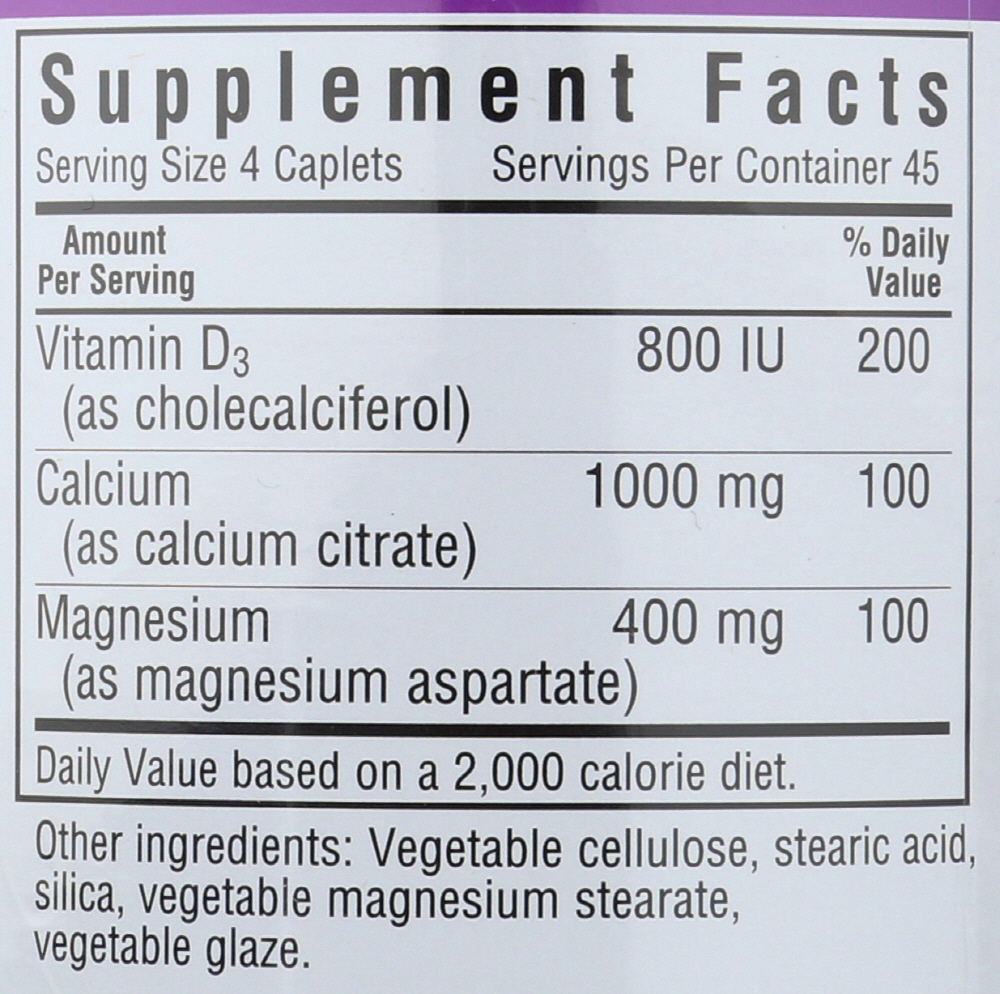 Supplement Facts
Serving Size 4 Caplets Servings Per Container 45
Amount % Daily
Per Serving Value
Vitamin D3 800 IU 200
(as cholecalciferol)
Calcium 1000 mg 100
(as calcium citrate)
Magnesium 400 mg 100
(as magnesium aspartate)
Daily Value based on a 2,000 calorie diet.
Other ingredients: Vegetable cellulose, stearic acid,
silica, vegetable magnesium stearate,
vegetable glaze.